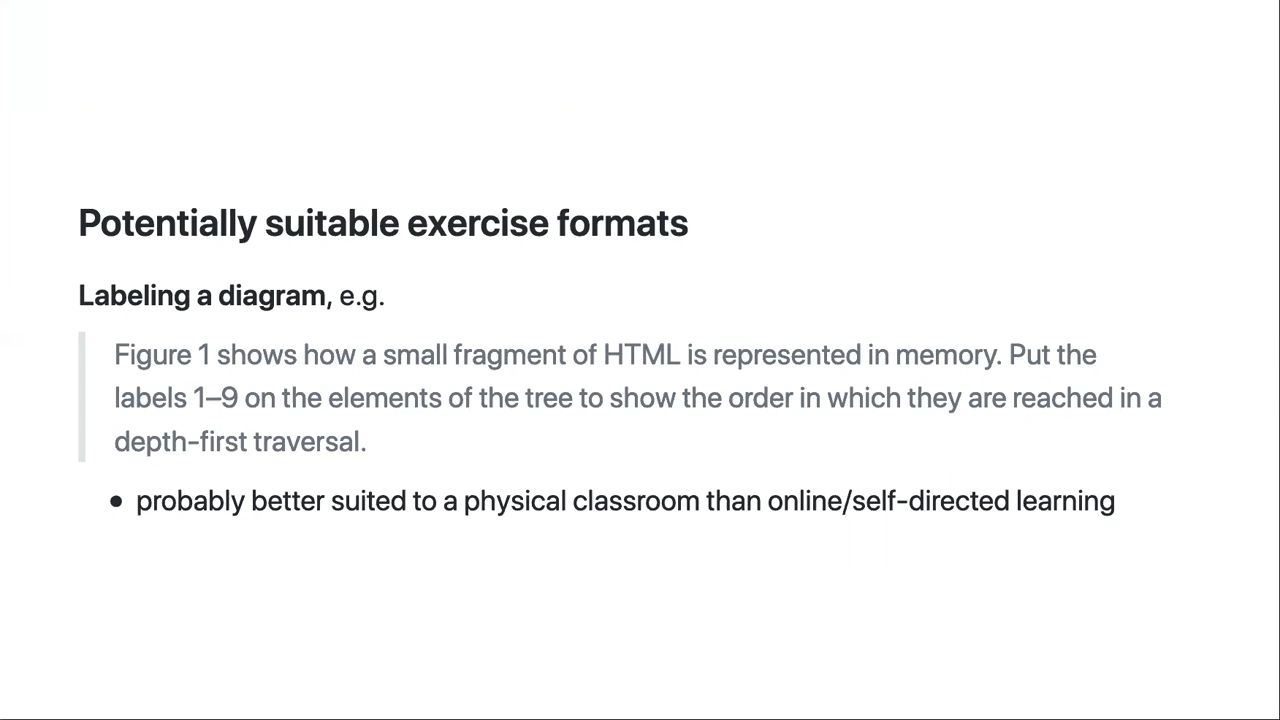 Potentially suitable exercise formats
Labeling a diagram, e.g.
Figure 1 shows how a small fragment of HTML is represented in memory. Put the
labels 1–9 on the elements of the tree to show the order in which they are reached in a
depth-first traversal.
• probably better suited to a physical classroom than online/self-directed learning